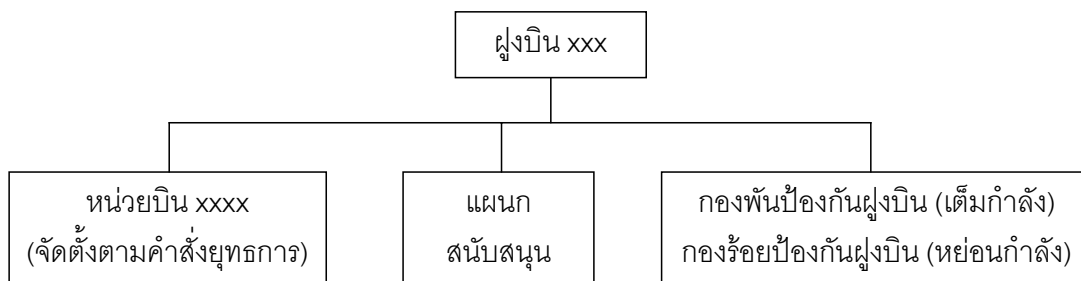 ฝูงบิน xxx
หน่วยบิน xxxx
(จัดตั้งตามคำสั่งยุทธการ)
แผนก
สนับสนุน
กองพันป้องกันฝูงบิน (เต็มกำลัง)
กองร้อยป้องกันฝูงบิน (หย่อนกำลัง)